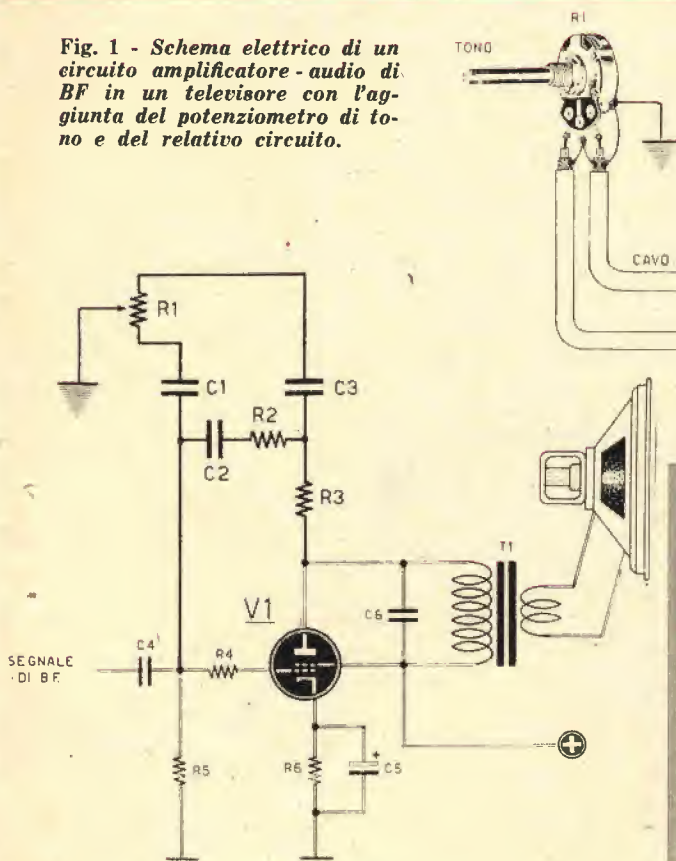 Fig. 1 - Schema elettrico di un
circuito amplificatore - audio di
BF in un televisore con l'ag-
giunta del potenziometro di to-
no e del relativo circuito.
R1
TONO
CAVO
R1
C1
C3
R2
C2
R3
V1
T1
C6
SEGNALE
DI BF.
C4
R4
R5
R6
+
C5
+